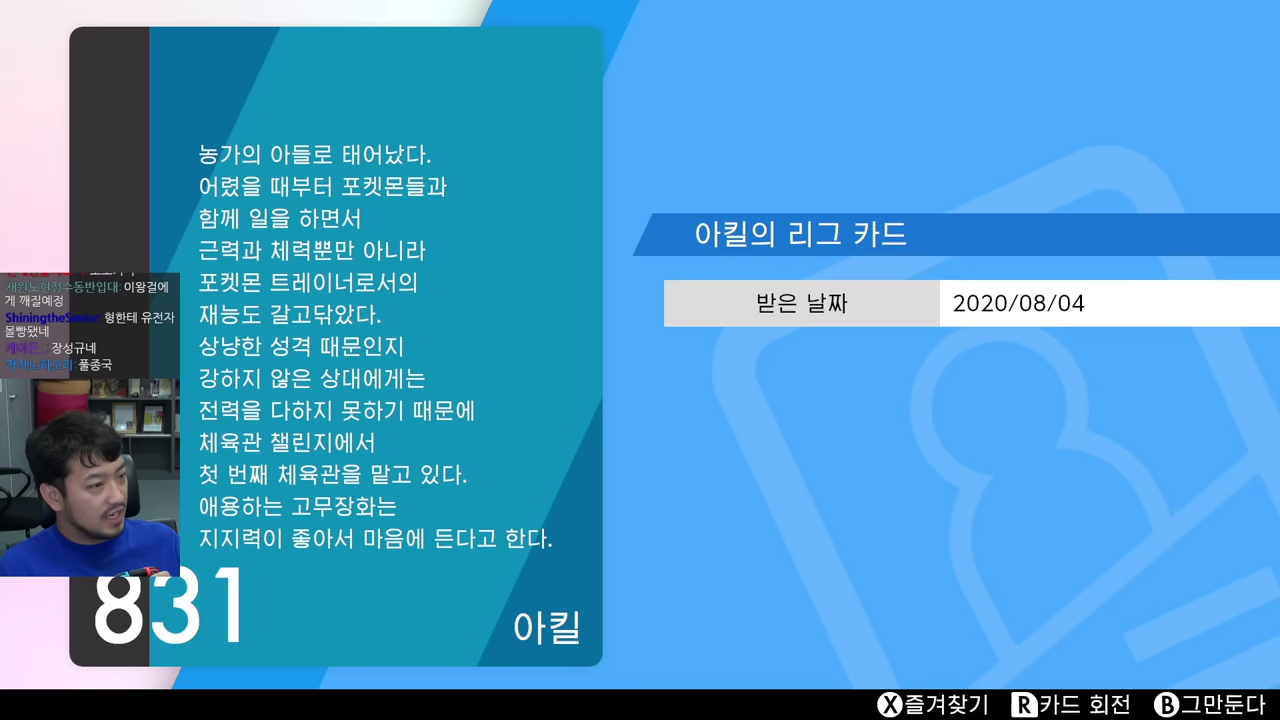 농가의 아들로 태어났다.
어렸을 때부터 포켓몬들과
함께 일을 하면서
근력과 체력뿐만 아니라
포켓몬 트레이너로서의
재능도 갈고닦았다.
상냥한 성격 때문인지
강하지 않은 상대에게는
전력을 다하지 못하기 때문에
체육관 챌린지에서
첫 번째 체육관을 맡고 있다.
애용하는 고무장화는
지지력이 좋아서 마음에 든다고 한다.
831
아킬
아킬의 리그 카드
받은 날짜 2020/08/04
이왕걸에
게 깨질예정
ShiningtheSavior: 형한테 유전자
몰빵됐네
장성규네
풀종국
X 즐겨찾기 R 카드 회전 B 그만둔다